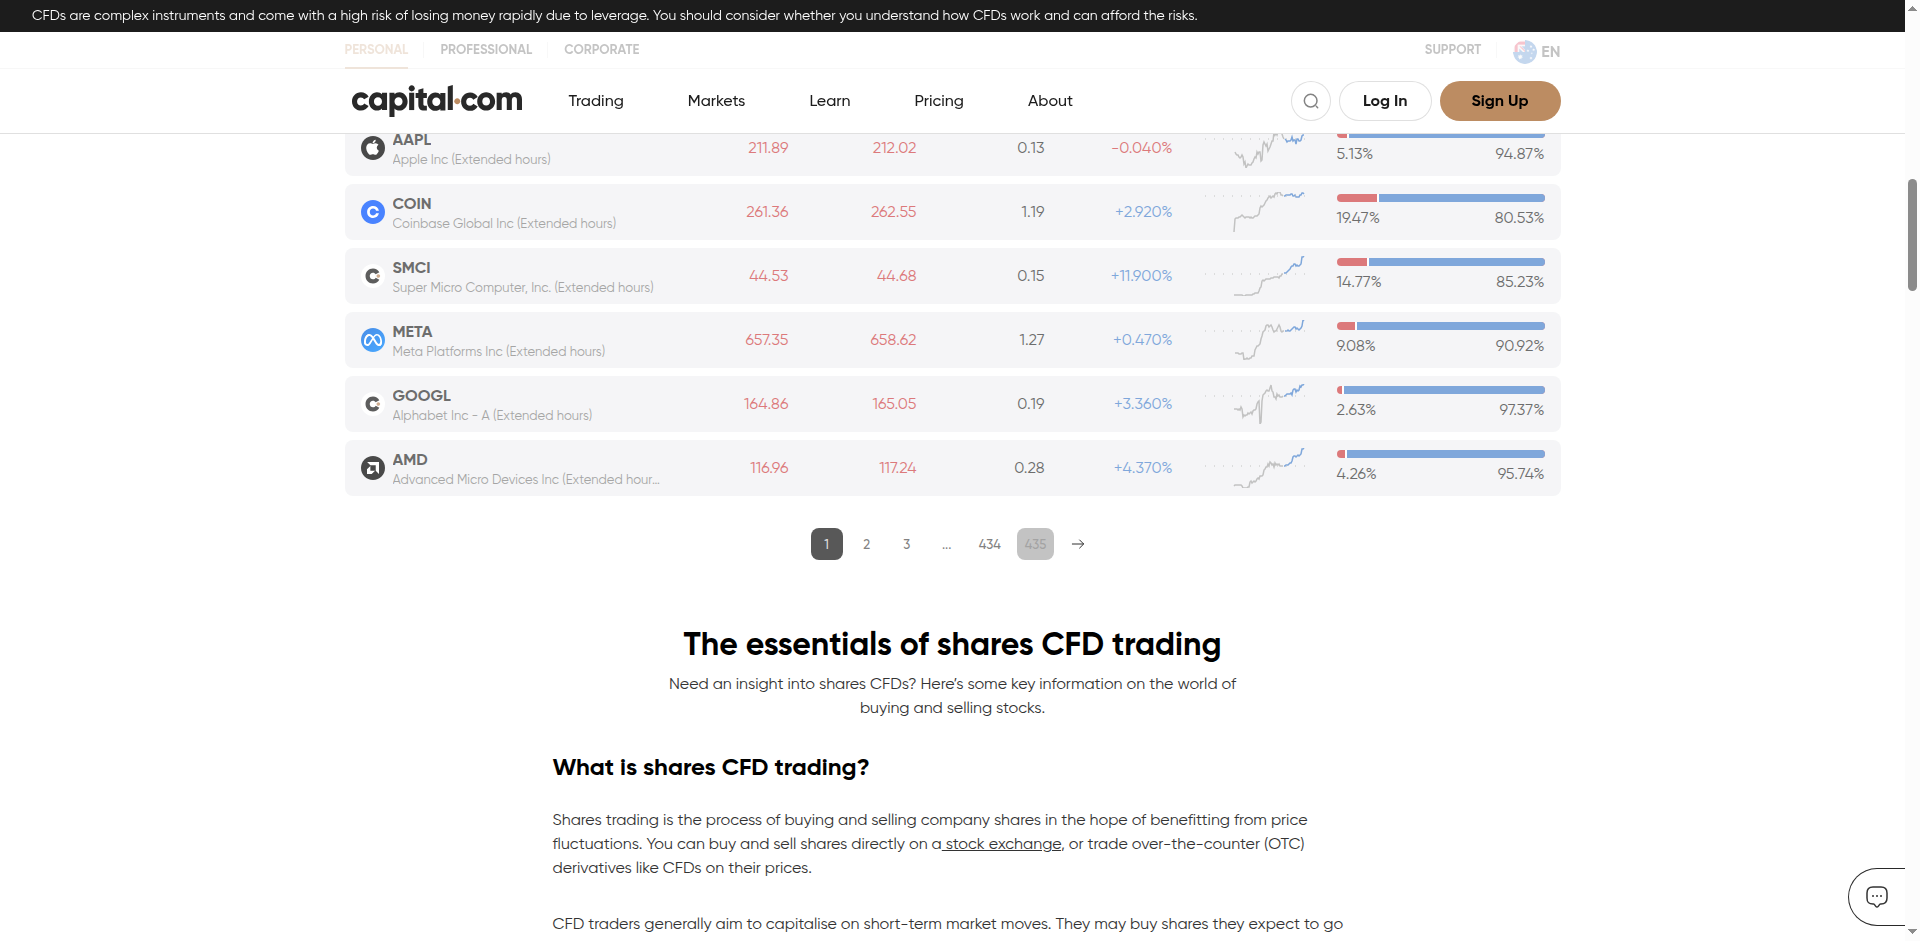 CFDs are complex instruments and come with a high risk of losing money rapidly due to leverage. You should consider whether you understand how CFDs work and can afford the risks.
PERSONAL PROFESSIONAL CORPORATE SUPPORT EN
capital.com Trading Markets Learn Pricing About Log In Sign Up
AAPL
Apple Inc (Extended hours) 211.89 212.02 0.13 -0.040% 5.13% 94.87%
COIN
Coinbase Global Inc (Extended hours) 261.36 262.55 1.19 +2.920% 19.47% 80.53%
SMCI
Super Micro Computer, Inc. (Extended hours) 44.53 44.68 0.15 +11.900% 14.77% 85.23%
META
Meta Platforms Inc (Extended hours) 657.35 658.62 1.27 +0.470% 9.08% 90.92%
GOOGL
Alphabet Inc - A (Extended hours) 164.86 165.05 0.19 +3.360% 2.63% 97.37%
AMD
Advanced Micro Devices Inc (Extended hour... 116.96 117.24 0.28 +4.370% 4.26% 95.74%
1 2 3 ... 434 435
The essentials of shares CFD trading
Need an insight into shares CFDs? Here's some key information on the world of
buying and selling stocks.
What is shares CFD trading?
Shares trading is the process of buying and selling company shares in the hope of benefitting from price
fluctuations. You can buy and sell shares directly on a stock exchange, or trade over-the-counter (OTC)
derivatives like CFDs on their prices.
CFD traders generally aim to capitalise on short-term market moves. They may buy shares they expect to go